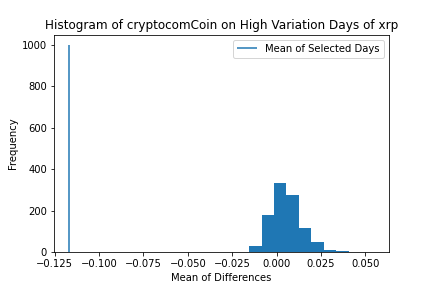 Histogram of cryptocomCoin on High Variation Days of xrp
Mean of Selected Days
Frequency
1000
800
600
400
200
0
−0.125 −0.100 −0.075 −0.050 −0.025 0.000 0.025 0.050
Mean of Differences